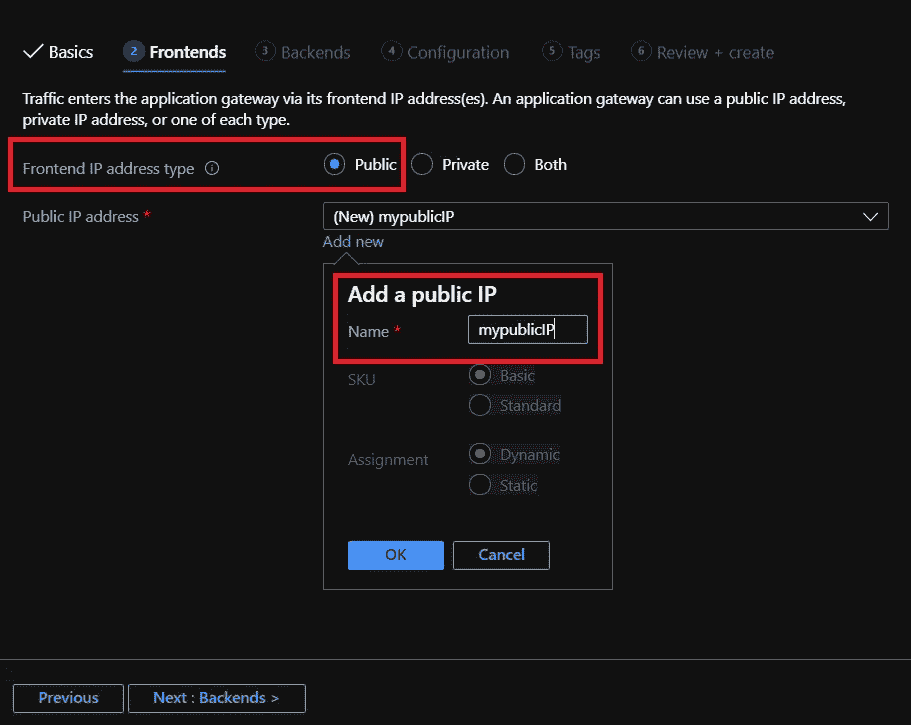 Basics 2 Frontends 3 Backends 4 Configuration 5 Tags 6 Review + create
Traffic enters the application gateway via its frontend IP address(es). An application gateway can use a public IP address,
private IP address, or one of each type.
Frontend IP address type Public Private Both
Public IP address * (New) mypublicIP
Add new
Add a public IP
Name * mypublicIP
SKU Basic
Standard
Assignment Dynamic
Static
OK Cancel
Previous Next : Backends >